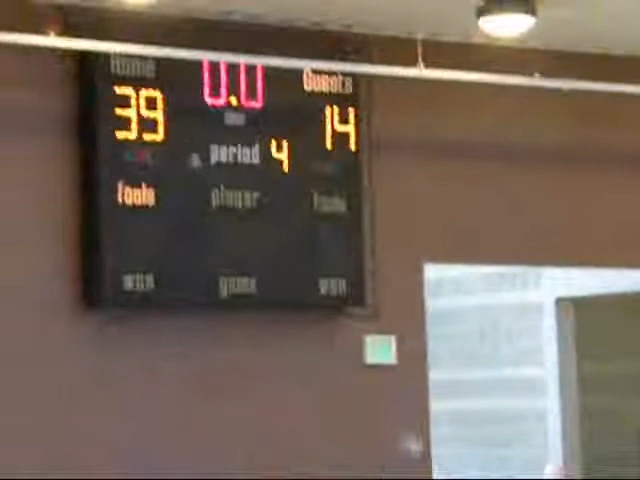 Home 0.0 Guests
39 14
period 4
fouls player fouls
won game won